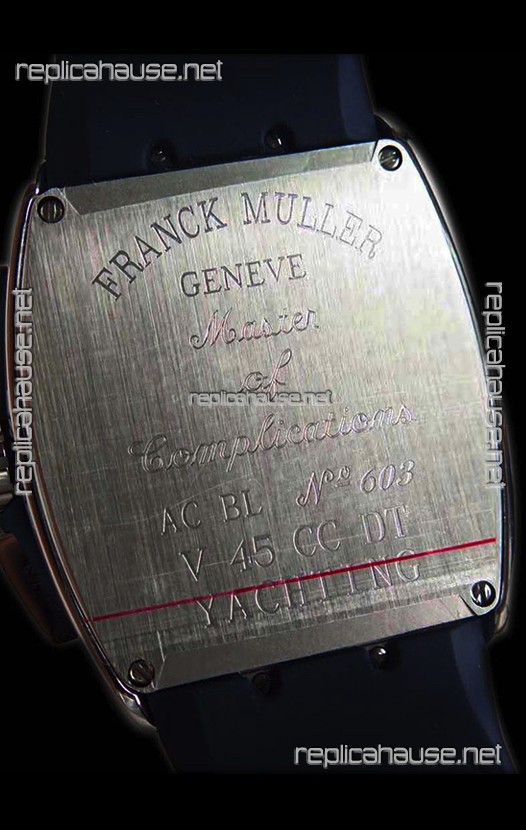 replicahause.net
FRANCK MULLER
GENEVE
Master
of
replicahause.net
Complications
AC BL Nº 603
V 45 CC DT
YACHTING
replicahause.net
replicahause.net
replicahause.net